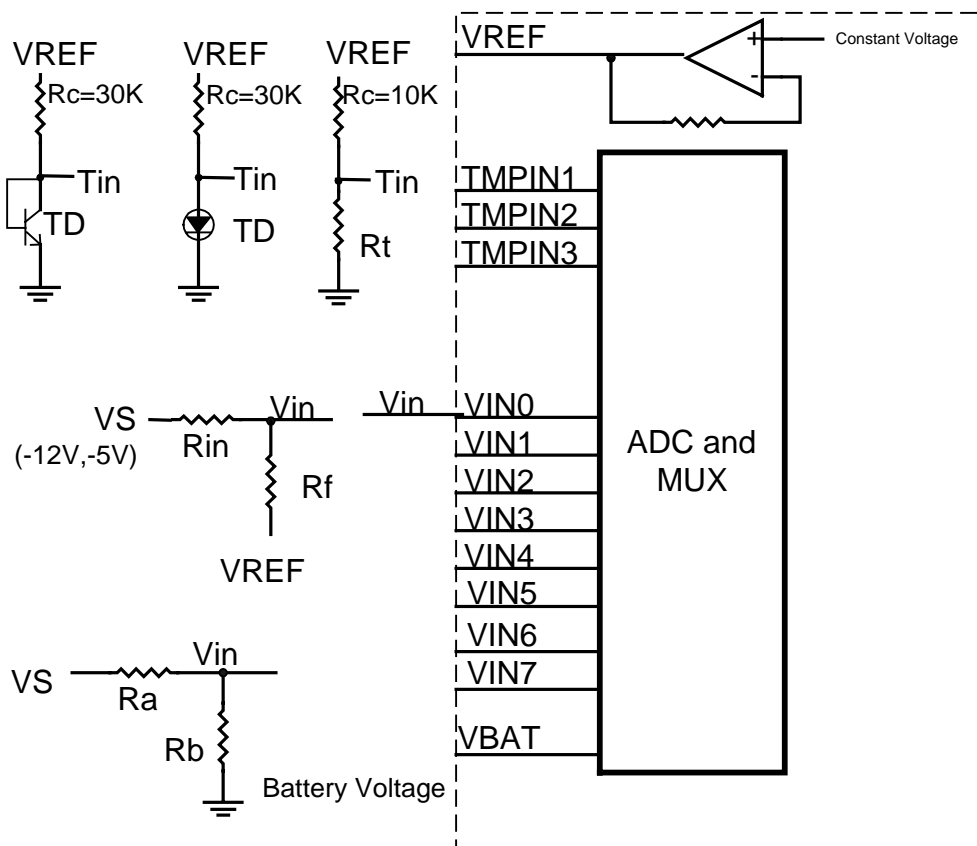 VREF
VREF
VREF
Rc=30K
Rc=30K
Rc=10K
Tin
Tin
Tin
TD
TD
Rt
VREF
+
-
Constant Voltage
TMPIN1
TMPIN2
TMPIN3
VS
(-12V,-5V)
Rin
Vin
Rf
VREF
Vin
VIN0
VIN1
VIN2
VIN3
VIN4
VIN5
VIN6
VIN7
VBAT
ADC and
MUX
VS
Ra
Vin
Rb
Battery Voltage